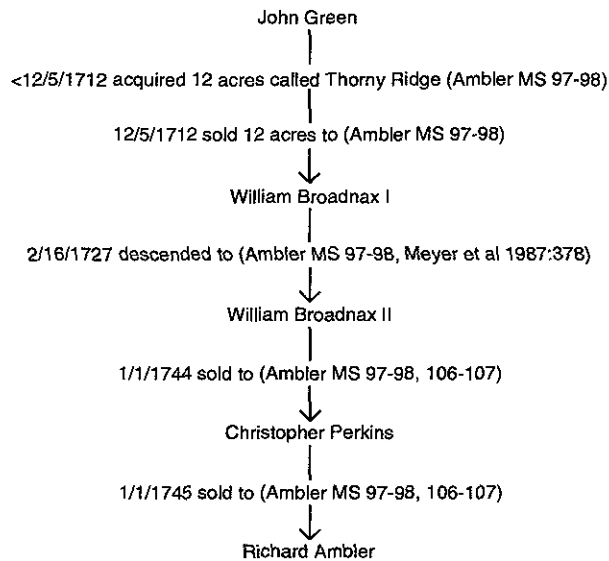 John Green
<12/5/1712 acquired 12 acres called Thorny Ridge (Ambler MS 97-98)
12/5/1712 sold 12 acres to (Ambler MS 97-98)
William Broadnax I
2/16/1727 descended to (Ambler MS 97-98, Meyer et al 1987:378)
William Broadnax II
1/1/1744 sold to (Ambler MS 97-98, 106-107)
Christopher Perkins
1/1/1745 sold to (Ambler MS 97-98, 106-107)
Richard Ambler